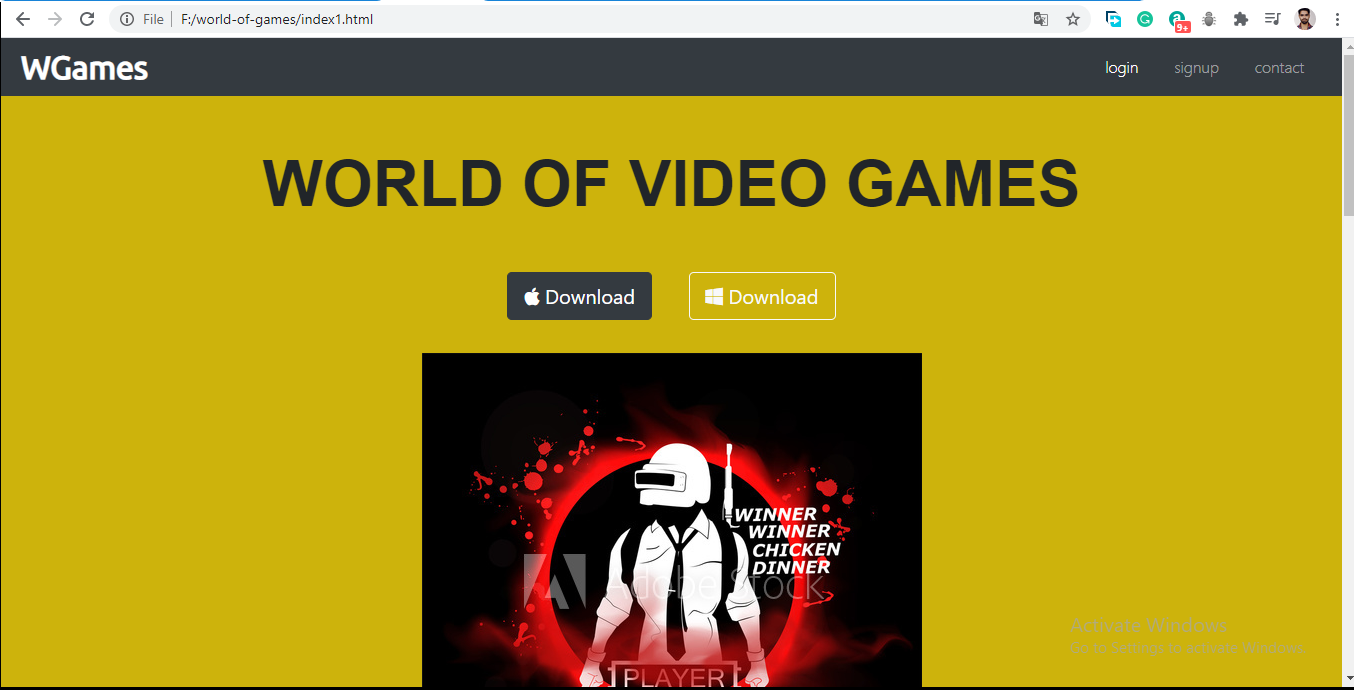 File F:/world-of-games/index1.html
9+
WGames
login signup contact
WORLD OF VIDEO GAMES
Download Download
WINNER
WINNER
CHICKEN
DINNER
Adobe Stock
Activate Windows
Go to Settings to activate Windows.
PLAYER